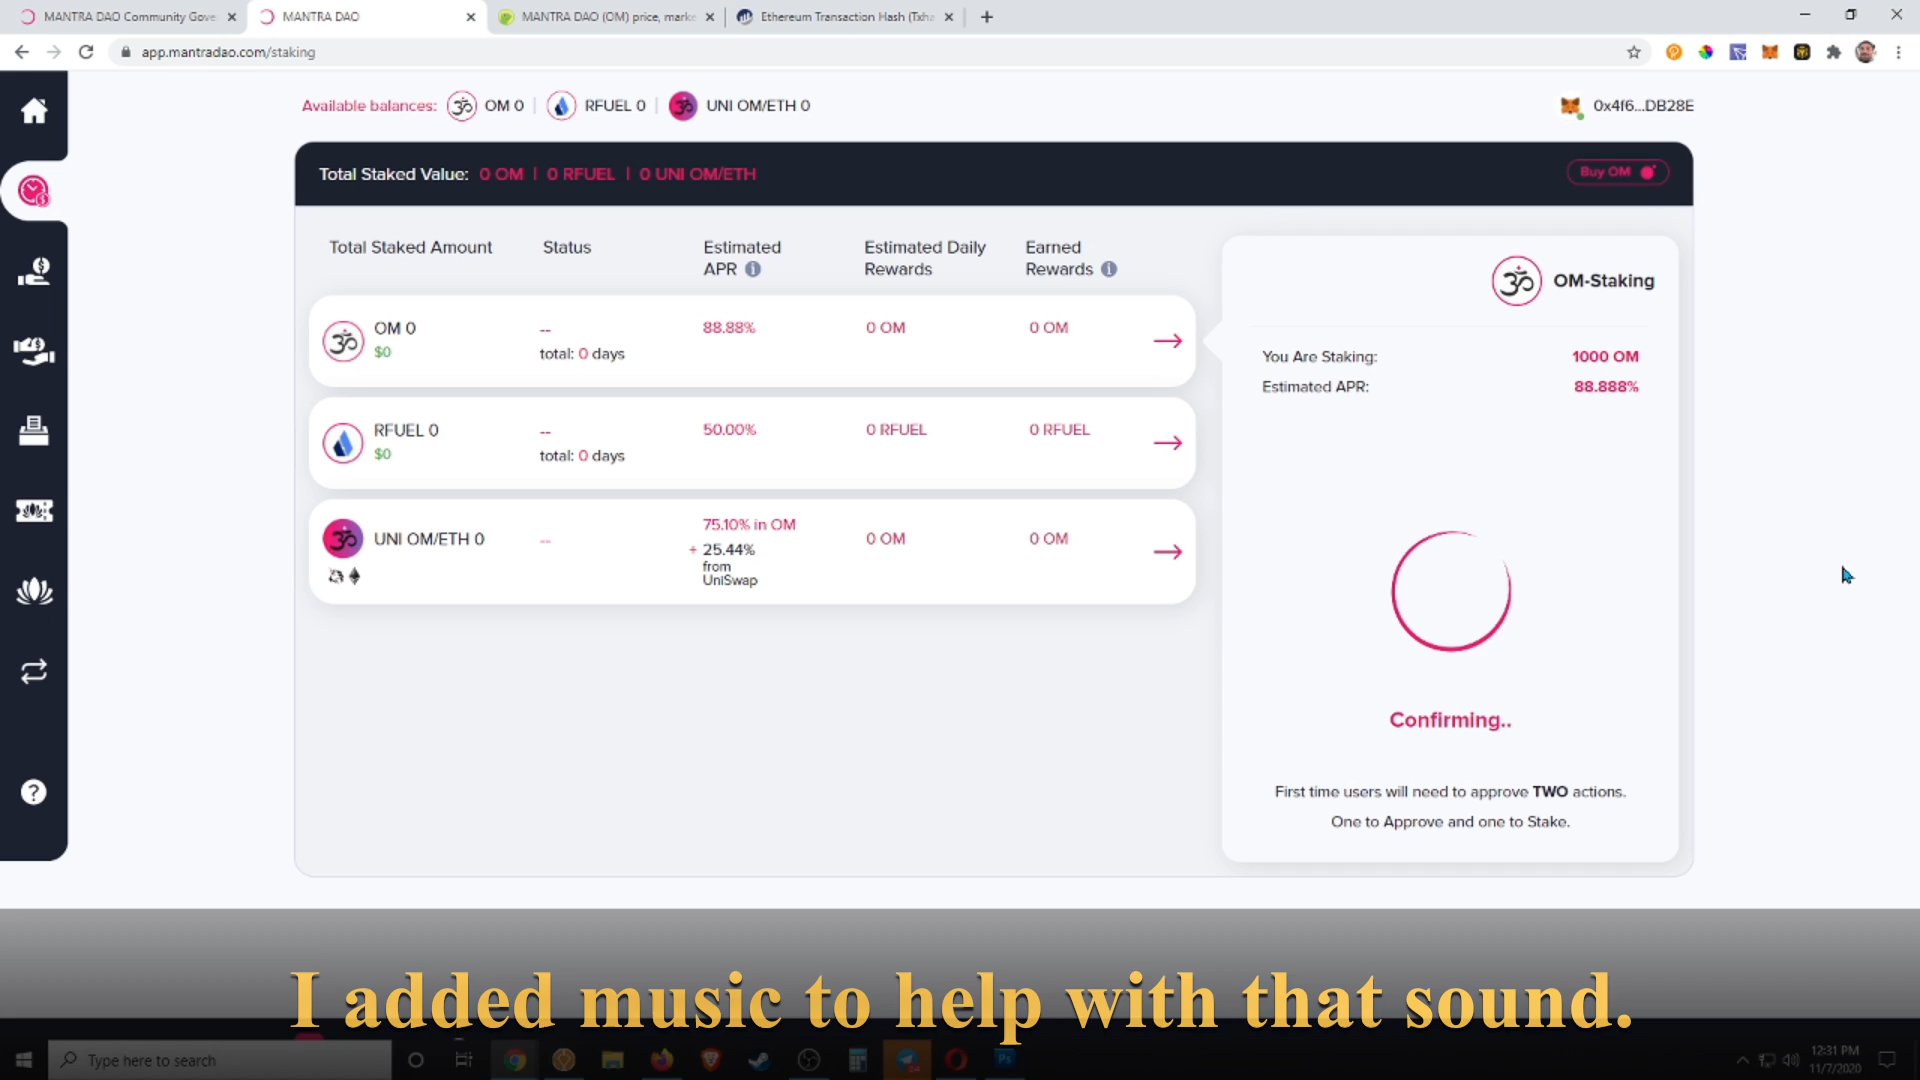 MANTRA DAO Community Gove
MANTRA DAO
MANTRA DAO (OM) price, marke
Ethereum Transaction Hash (Txha
app.mantradao.com/staking
Available balances: OM 0 | RFUEL 0 | UNI OM/ETH 0
0x4f6...DB28E
Total Staked Value: 0 OM | 0 RFUEL | 0 UNI OM/ETH
Buy OM
Total Staked Amount
Status
Estimated
APR
Estimated Daily
Rewards
Earned
Rewards
OM 0
$0
--
total: 0 days
88.88%
0 OM
0 OM
RFUEL 0
$0
--
total: 0 days
50.00%
0 RFUEL
0 RFUEL
UNI OM/ETH 0
--
75.10% in OM
+ 25.44%
from
UniSwap
0 OM
0 OM
OM-Staking
You Are Staking: 1000 OM
Estimated APR: 88.888%
Confirming..
First time users will need to approve TWO actions.
One to Approve and one to Stake.
I added music to help with that sound.
Type here to search
12:31 PM
11/7/2020